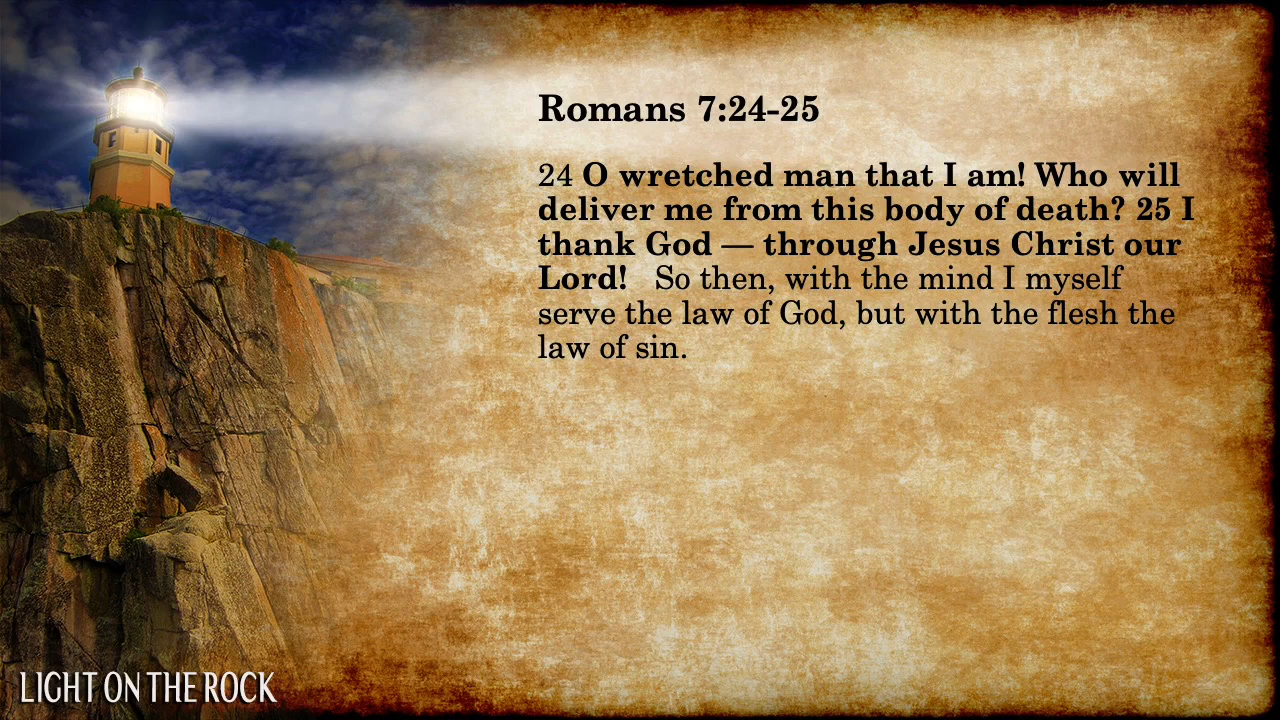 Romans 7:24-25
24 O wretched man that I am! Who will
deliver me from this body of death? 25 I
thank God — through Jesus Christ our
Lord!   So then, with the mind I myself
serve the law of God, but with the flesh the
law of sin.
LIGHT ON THE ROCK